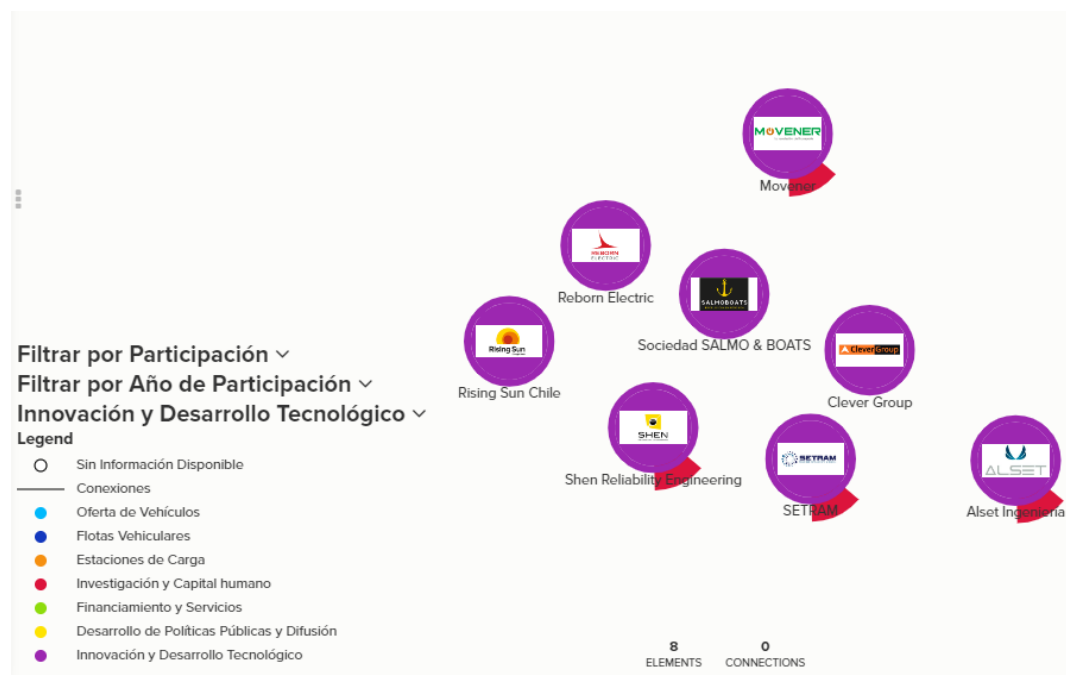 MOVENER
Movener
REBORN
ELECTRIC
Reborn Electric
SALMOBOATS
Sociedad SALMO & BOATS
Rising Sun
Rising Sun Chile
CleverGroup
Clever Group
SHEN
Shen Reliability Engineering
SETRAM
SETRAM
ALSET
Alset Ingenieria
Filtrar por Participación
Filtrar por Año de Participación
Innovación y Desarrollo Tecnológico
Legend
Sin Información Disponible
Conexiones
Oferta de Vehículos
Flotas Vehiculares
Estaciones de Carga
Investigación y Capital humano
Financiamiento y Servicios
Desarrollo de Políticas Públicas y Difusión
Innovación y Desarrollo Tecnológico
8 0
ELEMENTS CONNECTIONS